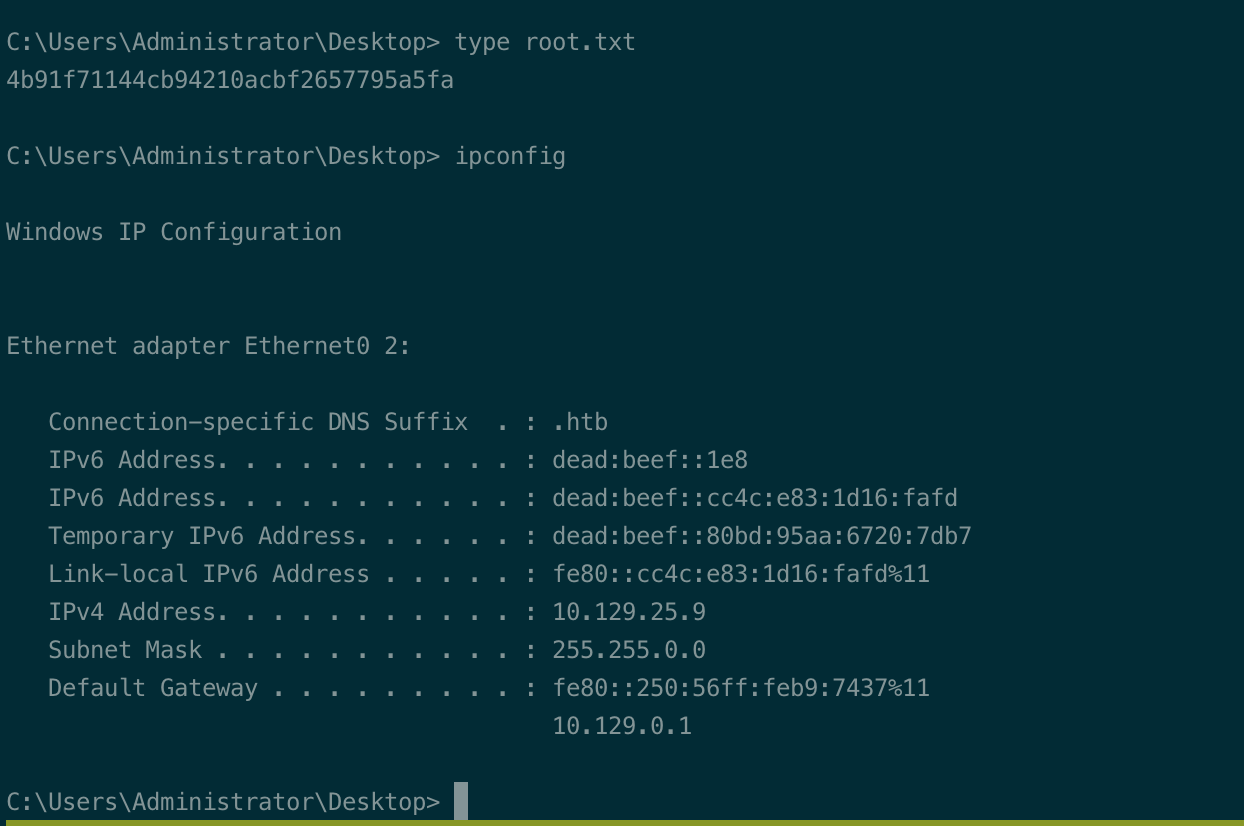 C:\Users\Administrator\Desktop> type root.txt
4b91f71144cb94210acbf2657795a5fa
C:\Users\Administrator\Desktop> ipconfig
Windows IP Configuration
Ethernet adapter Ethernet0 2:
Connection-specific DNS Suffix  . : .htb
IPv6 Address. . . . . . . . . . . : dead:beef::1e8
IPv6 Address. . . . . . . . . . . : dead:beef::cc4c:e83:1d16:fafd
Temporary IPv6 Address. . . . . . : dead:beef::80bd:95aa:6720:7db7
Link-local IPv6 Address . . . . . : fe80::cc4c:e83:1d16:fafd%11
IPv4 Address. . . . . . . . . . . : 10.129.25.9
Subnet Mask . . . . . . . . . . . : 255.255.0.0
Default Gateway . . . . . . . . . : fe80::250:56ff:feb9:7437%11
10.129.0.1
C:\Users\Administrator\Desktop>